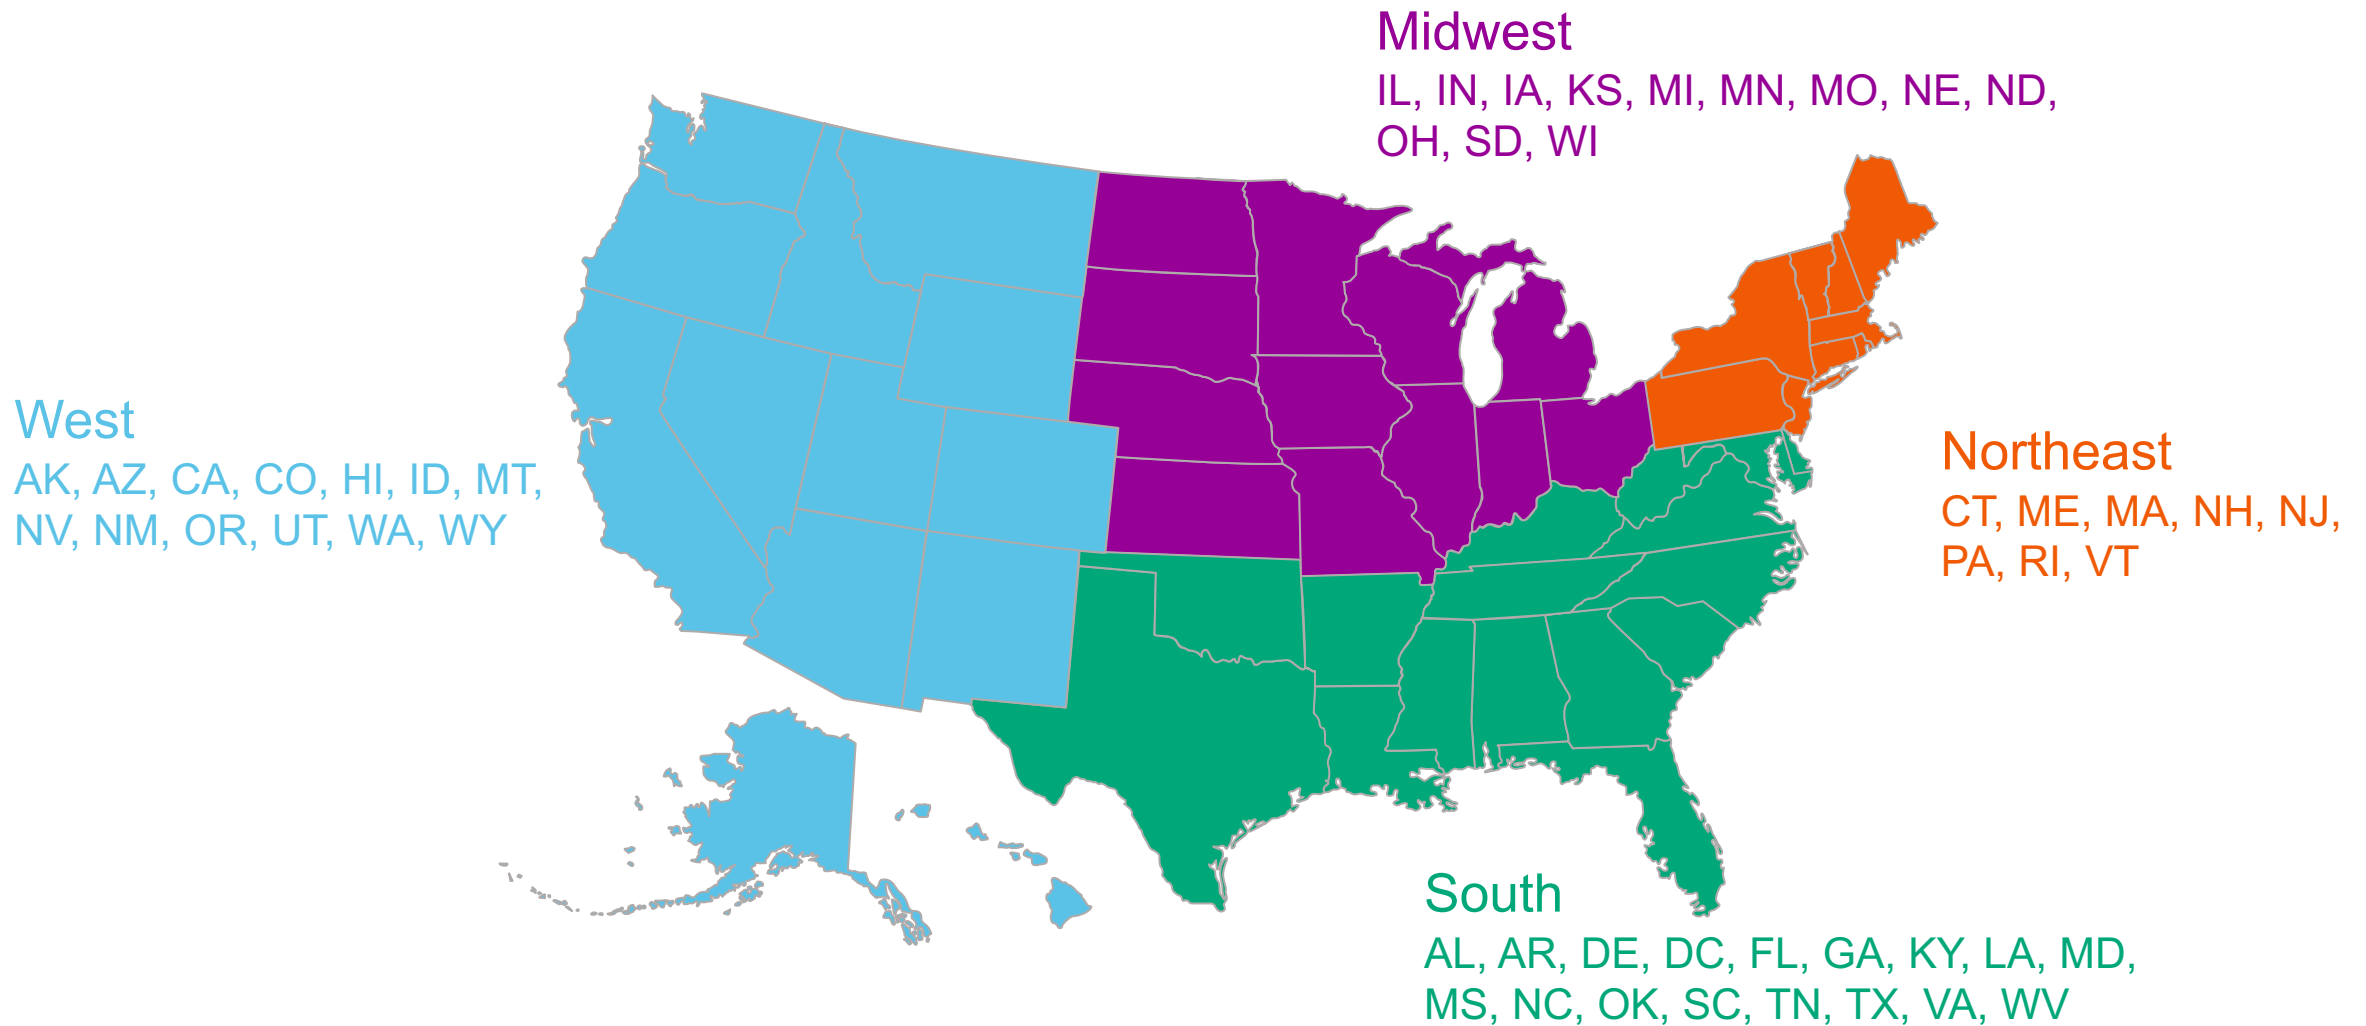 Midwest
IL, IN, IA, KS, MI, MN, MO, NE, ND,
OH, SD, WI
West
AK, AZ, CA, CO, HI, ID, MT,
NV, NM, OR, UT, WA, WY
Northeast
CT, ME, MA, NH, NJ,
PA, RI, VT
South
AL, AR, DE, DC, FL, GA, KY, LA, MD,
MS, NC, OK, SC, TN, TX, VA, WV